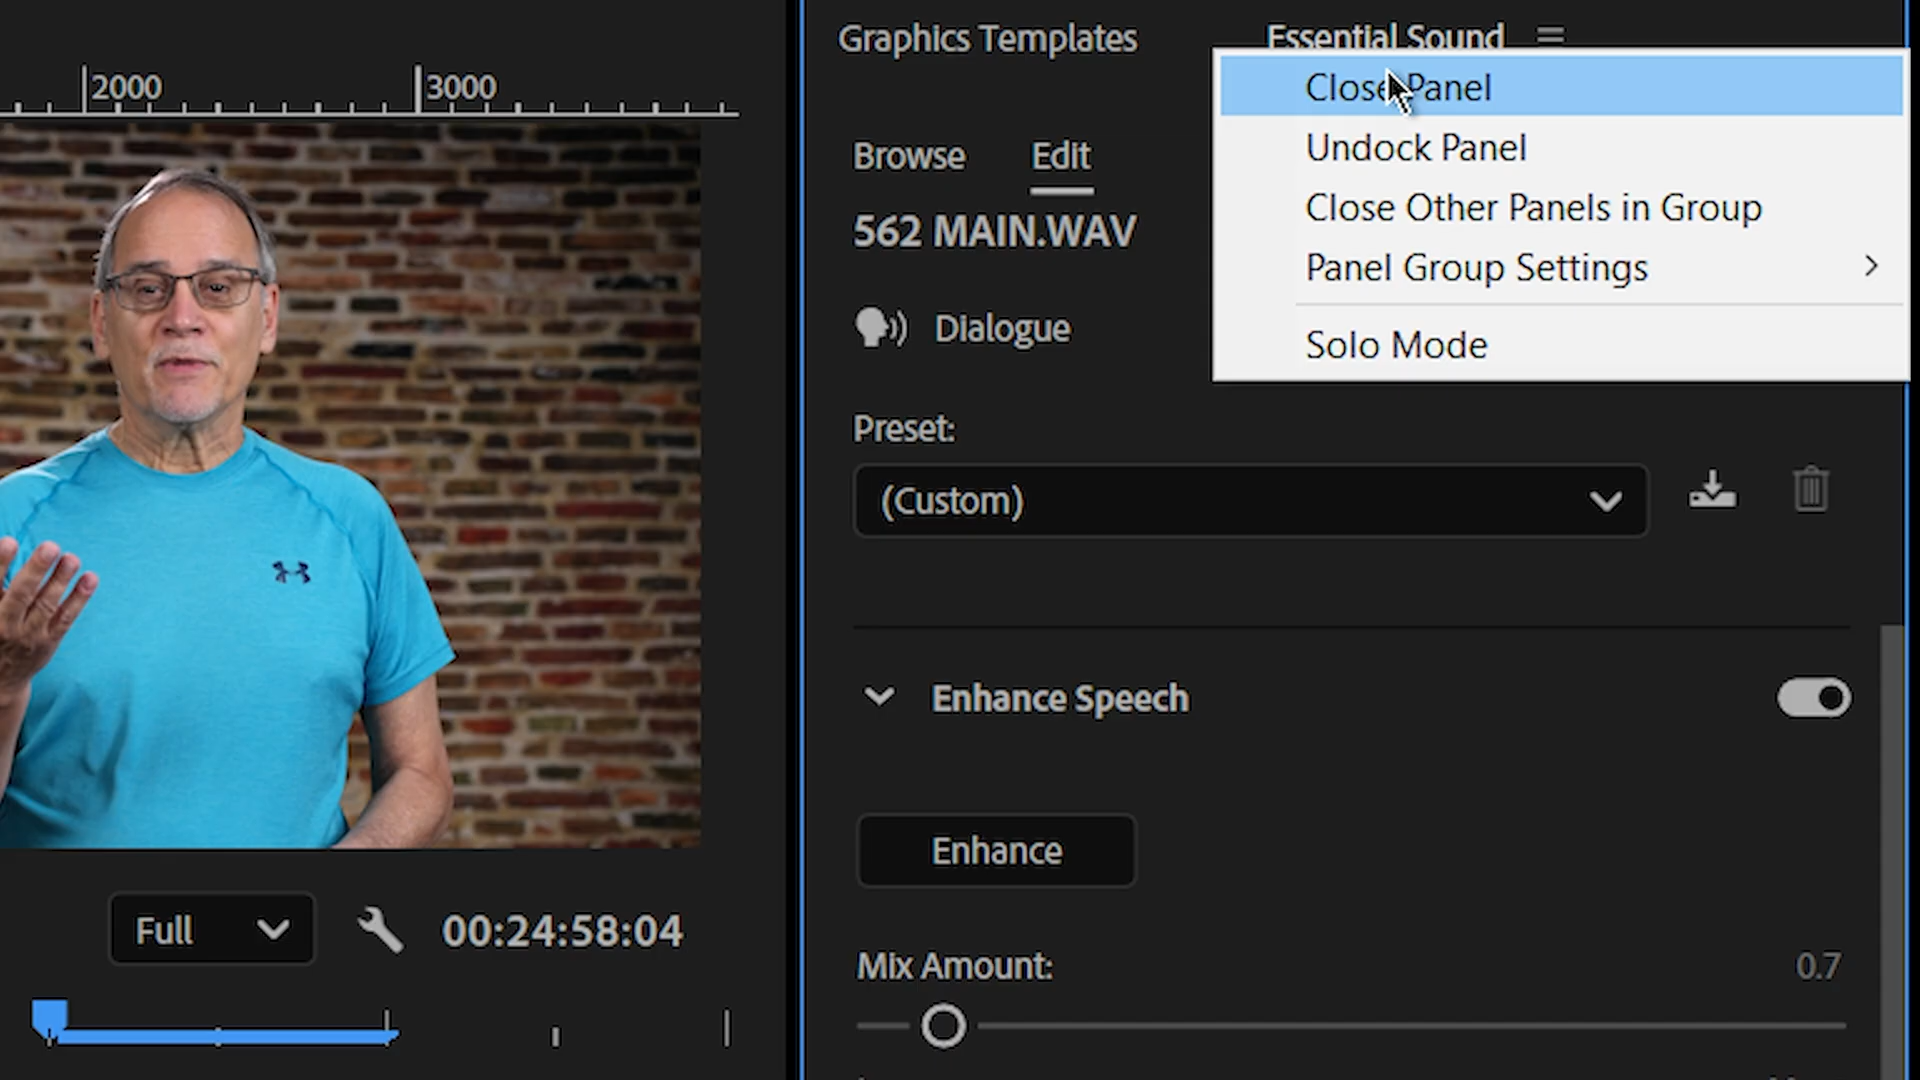 Graphics Templates
Essential Sound
2000
3000
Close Panel
Undock Panel
Close Other Panels in Group
Panel Group Settings
Solo Mode
Browse
Edit
562 MAIN.WAV
Dialogue
Preset:
(Custom)
Enhance Speech
Enhance
Full
00:24:58:04
Mix Amount:
0.7